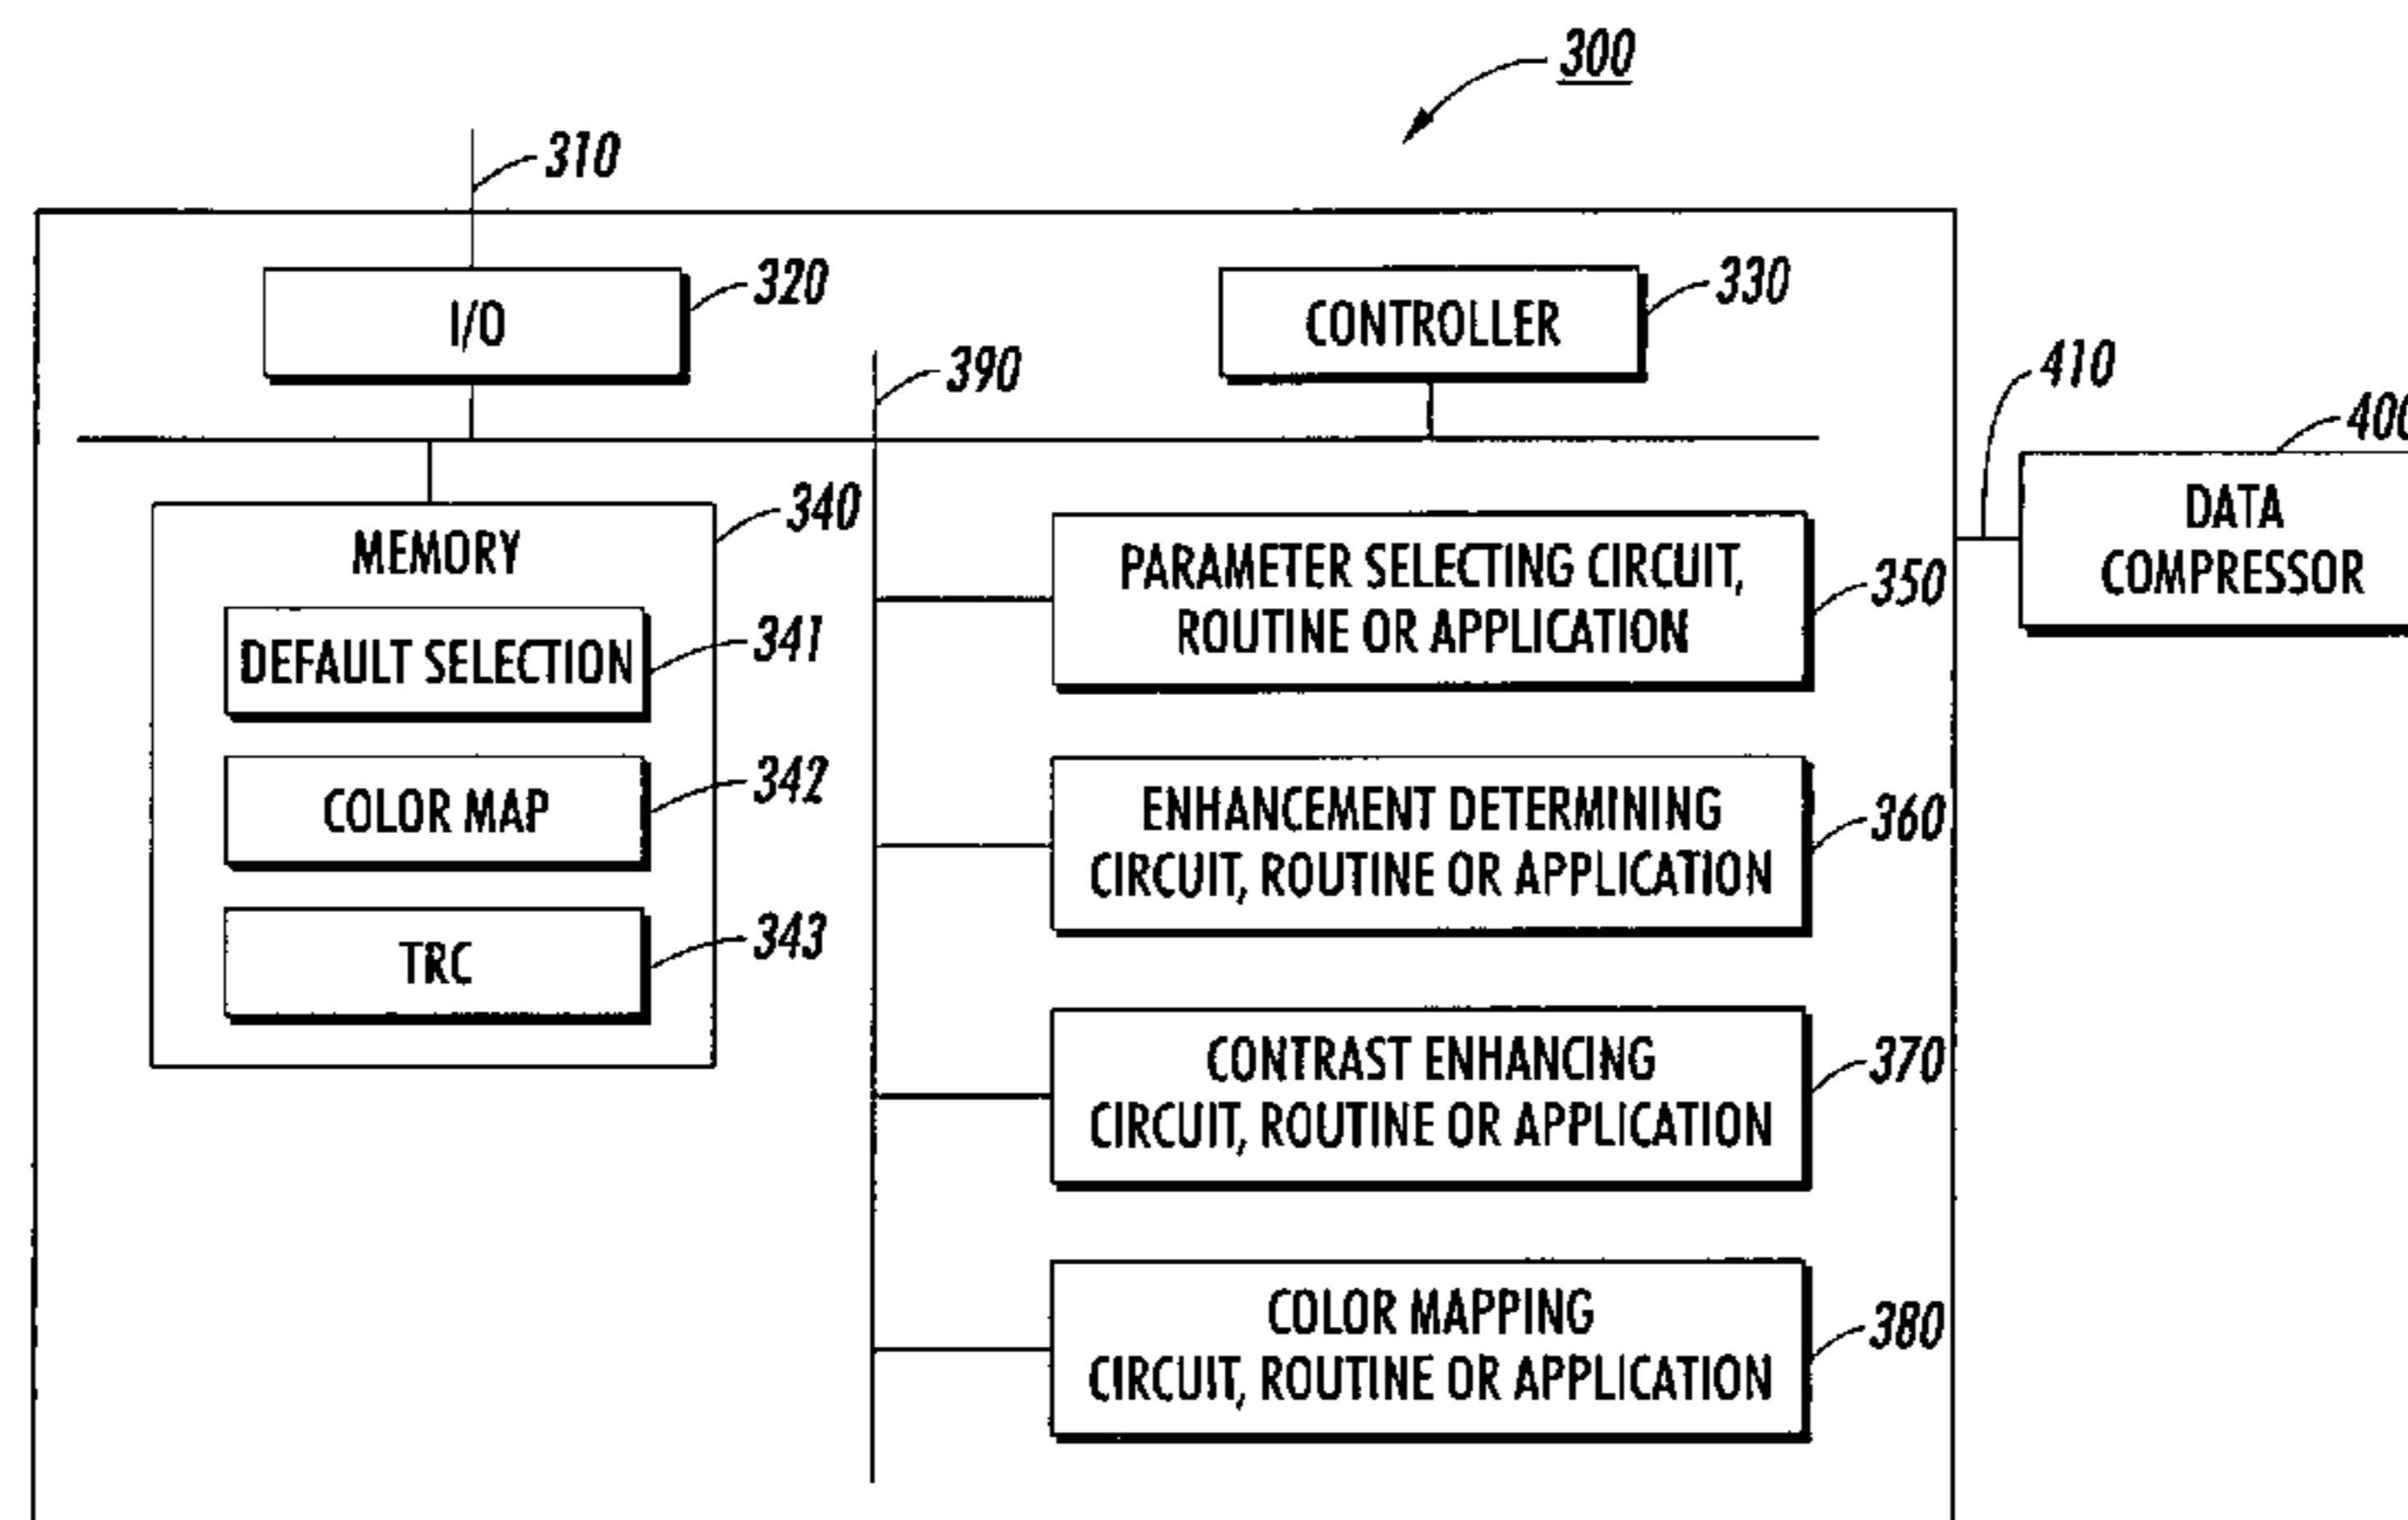 300
310
I/O
320
CONTROLLER
330
390
410
400
DATA
COMPRESSOR
MEMORY
340
DEFAULT SELECTION
341
COLOR MAP
342
TRC
343
PARAMETER SELECTING CIRCUIT,
ROUTINE OR APPLICATION
350
ENHANCEMENT DETERMINING
CIRCUIT, ROUTINE OR APPLICATION
360
CONTRAST ENHANCING
CIRCUIT, ROUTINE OR APPLICATION
370
COLOR MAPPING
CIRCUIT, ROUTINE OR APPLICATION
380